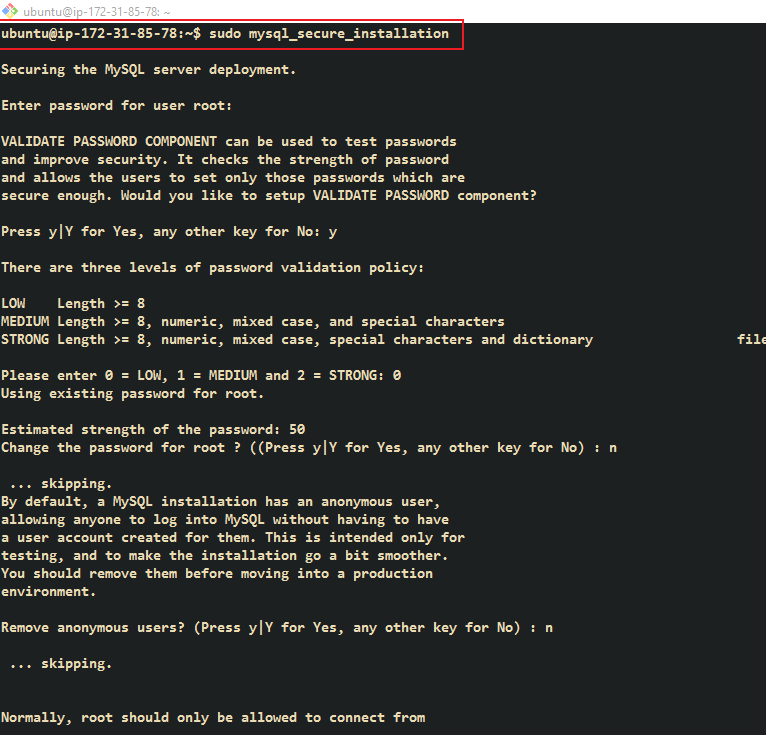 ubuntu@ip-172-31-85-78: ~
ubuntu@ip-172-31-85-78:~$ sudo mysql_secure_installation
Securing the MySQL server deployment.
Enter password for user root:
VALIDATE PASSWORD COMPONENT can be used to test passwords
and improve security. It checks the strength of password
and allows the users to set only those passwords which are
secure enough. Would you like to setup VALIDATE PASSWORD component?
Press y|Y for Yes, any other key for No: y
There are three levels of password validation policy:
LOW    Length >= 8
MEDIUM Length >= 8, numeric, mixed case, and special characters
STRONG Length >= 8, numeric, mixed case, special characters and dictionary                  file
Please enter 0 = LOW, 1 = MEDIUM and 2 = STRONG: 0
Using existing password for root.
Estimated strength of the password: 50
Change the password for root ? ((Press y|Y for Yes, any other key for No) : n
 ... skipping.
By default, a MySQL installation has an anonymous user,
allowing anyone to log into MySQL without having to have
a user account created for them. This is intended only for
testing, and to make the installation go a bit smoother.
You should remove them before moving into a production
environment.
Remove anonymous users? (Press y|Y for Yes, any other key for No) : n
 ... skipping.
Normally, root should only be allowed to connect from